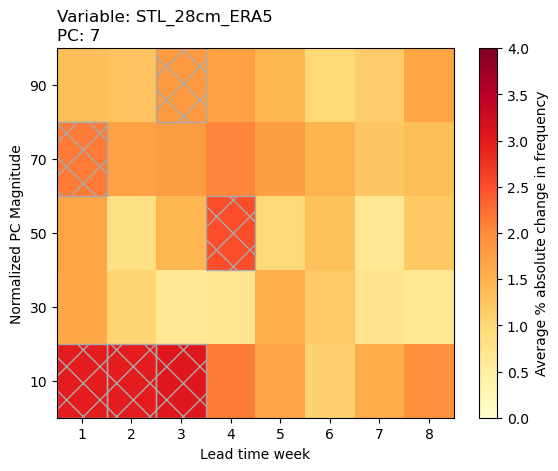 Variable: STL_28cm_ERA5
PC: 7
90
70
50
30
10
Normalized PC Magnitude
1 2 3 4 5 6 7 8
Lead time week
4.0
3.5
3.0
2.5
2.0
1.5
1.0
0.5
0.0
Average % absolute change in frequency